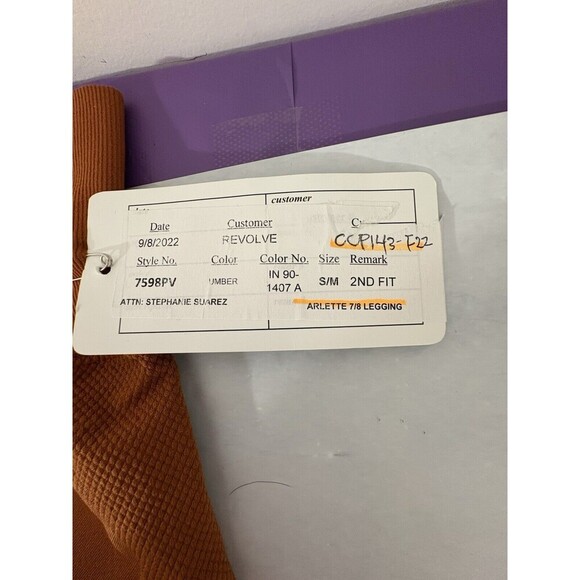 customer
Date Customer
9/8/2022 REVOLVE CCP143-F22
Style No. Color Color No. Size Remark
7598PV UMBER IN 90-1407 A S/M 2ND FIT
ATTN: STEPHANIE SUAREZ ARLETTE 7/8 LEGGING